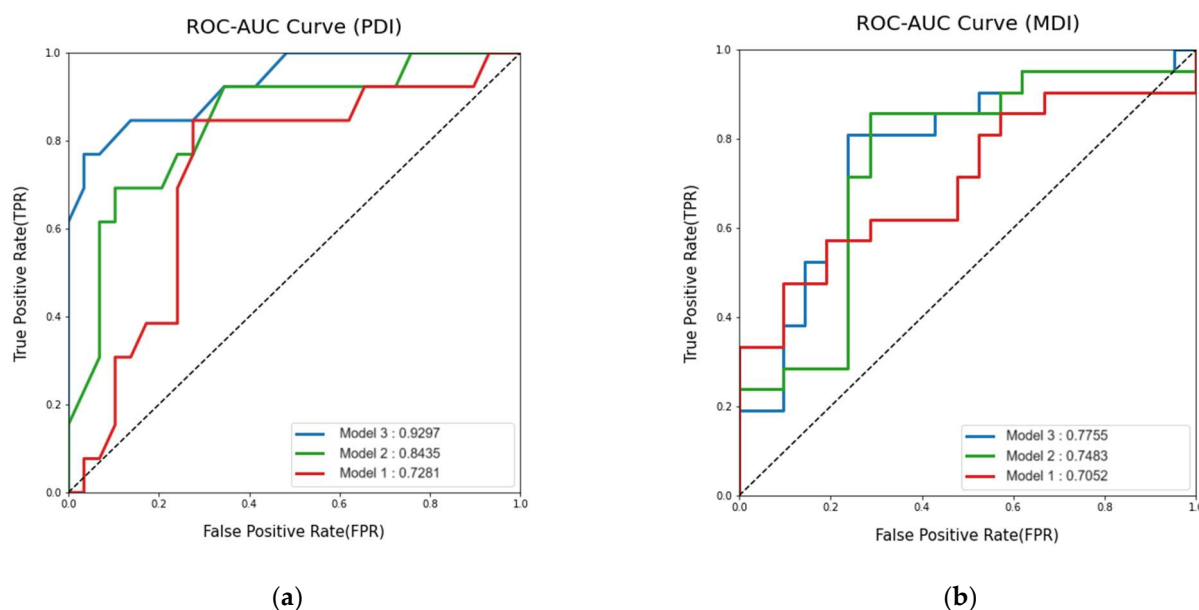 ROC-AUC Curve (PDI)
1.0
0.8
0.6
0.4
0.2
0.0
True Positive Rate(TPR)
Model 3 : 0.9297
Model 2 : 0.8435
Model 1 : 0.7281
0.0 0.2 0.4 0.6 0.8 1.0
False Positive Rate(FPR)
(a)
ROC-AUC Curve (MDI)
1.0
0.8
0.6
0.4
0.2
0.0
True Positive Rate(TPR)
Model 3 : 0.7755
Model 2 : 0.7483
Model 1 : 0.7052
0.0 0.2 0.4 0.6 0.8 1.0
False Positive Rate(FPR)
(b)